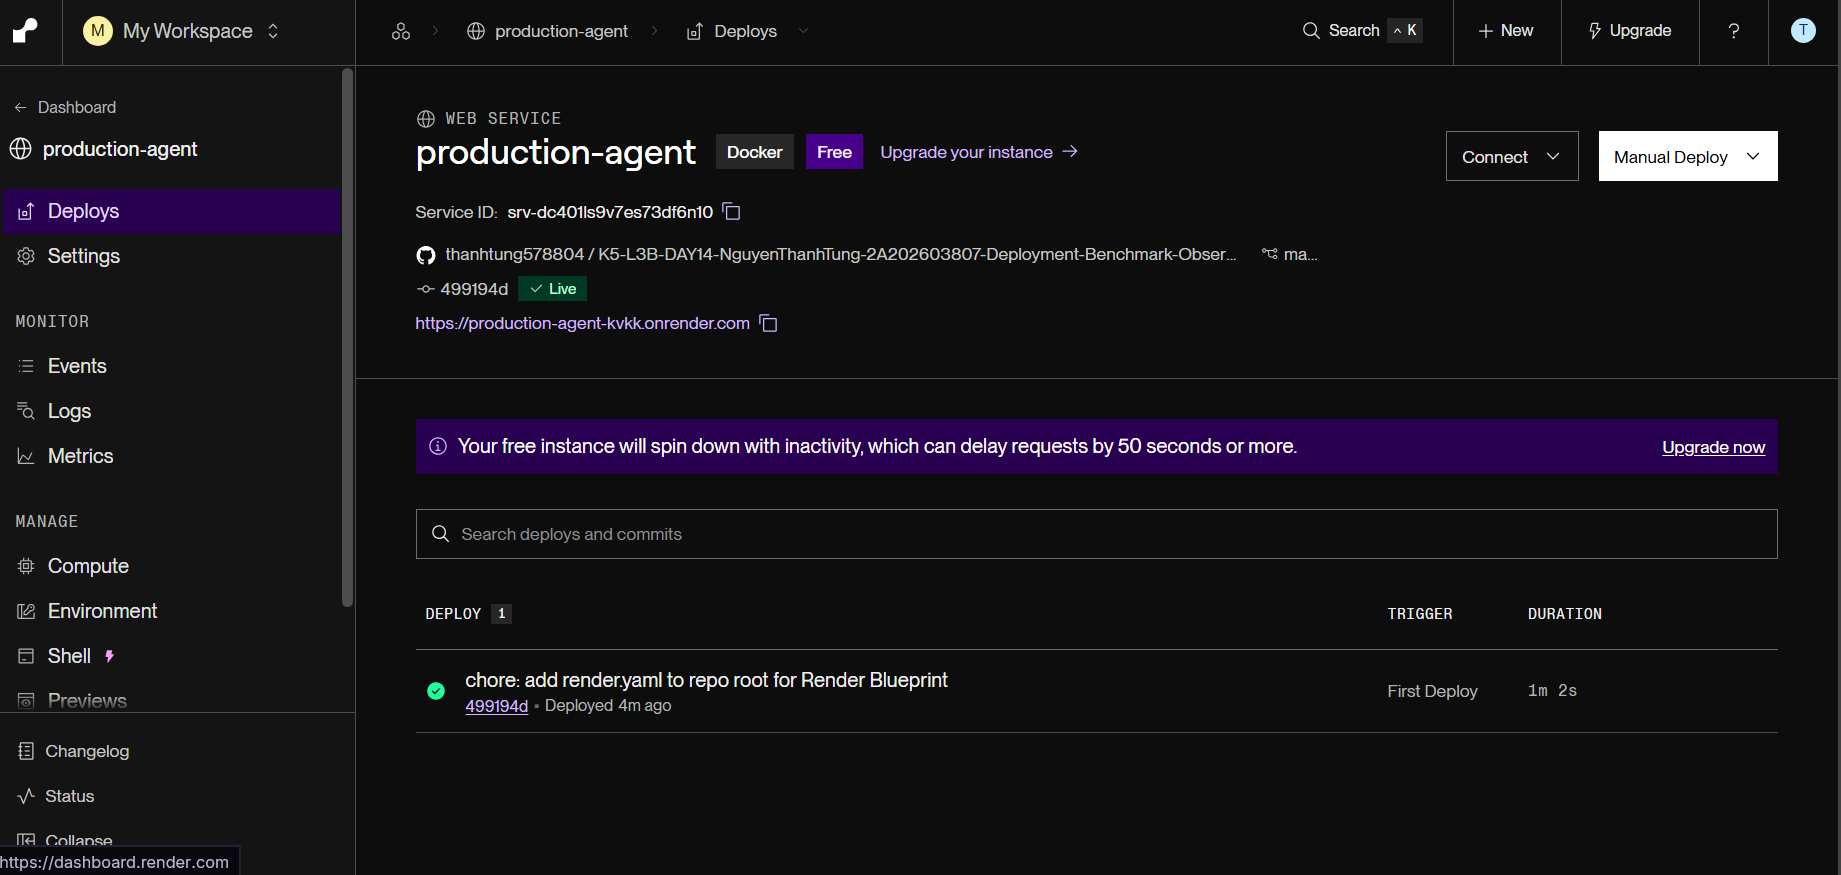 M My Workspace
production-agent
Deploys
Search ^ K
+ New
Upgrade
?
T
← Dashboard
production-agent
Deploys
Settings
MONITOR
Events
Logs
Metrics
MANAGE
Compute
Environment
Shell
Previews
Changelog
Status
Collapse
https://dashboard.render.com
WEB SERVICE
production-agent Docker Free Upgrade your instance →
Connect
Manual Deploy
Service ID: srv-dc401ls9v7es73df6n10
thanhtung578804 / K5-L3B-DAY14-NguyenThanhTung-2A202603807-Deployment-Benchmark-Obser... ma...
499194d ✓ Live
https://production-agent-kvkk.onrender.com
Your free instance will spin down with inactivity, which can delay requests by 50 seconds or more. Upgrade now
Search deploys and commits
DEPLOY 1 TRIGGER DURATION
chore: add render.yaml to repo root for Render Blueprint
499194d • Deployed 4m ago
First Deploy 1m 2s